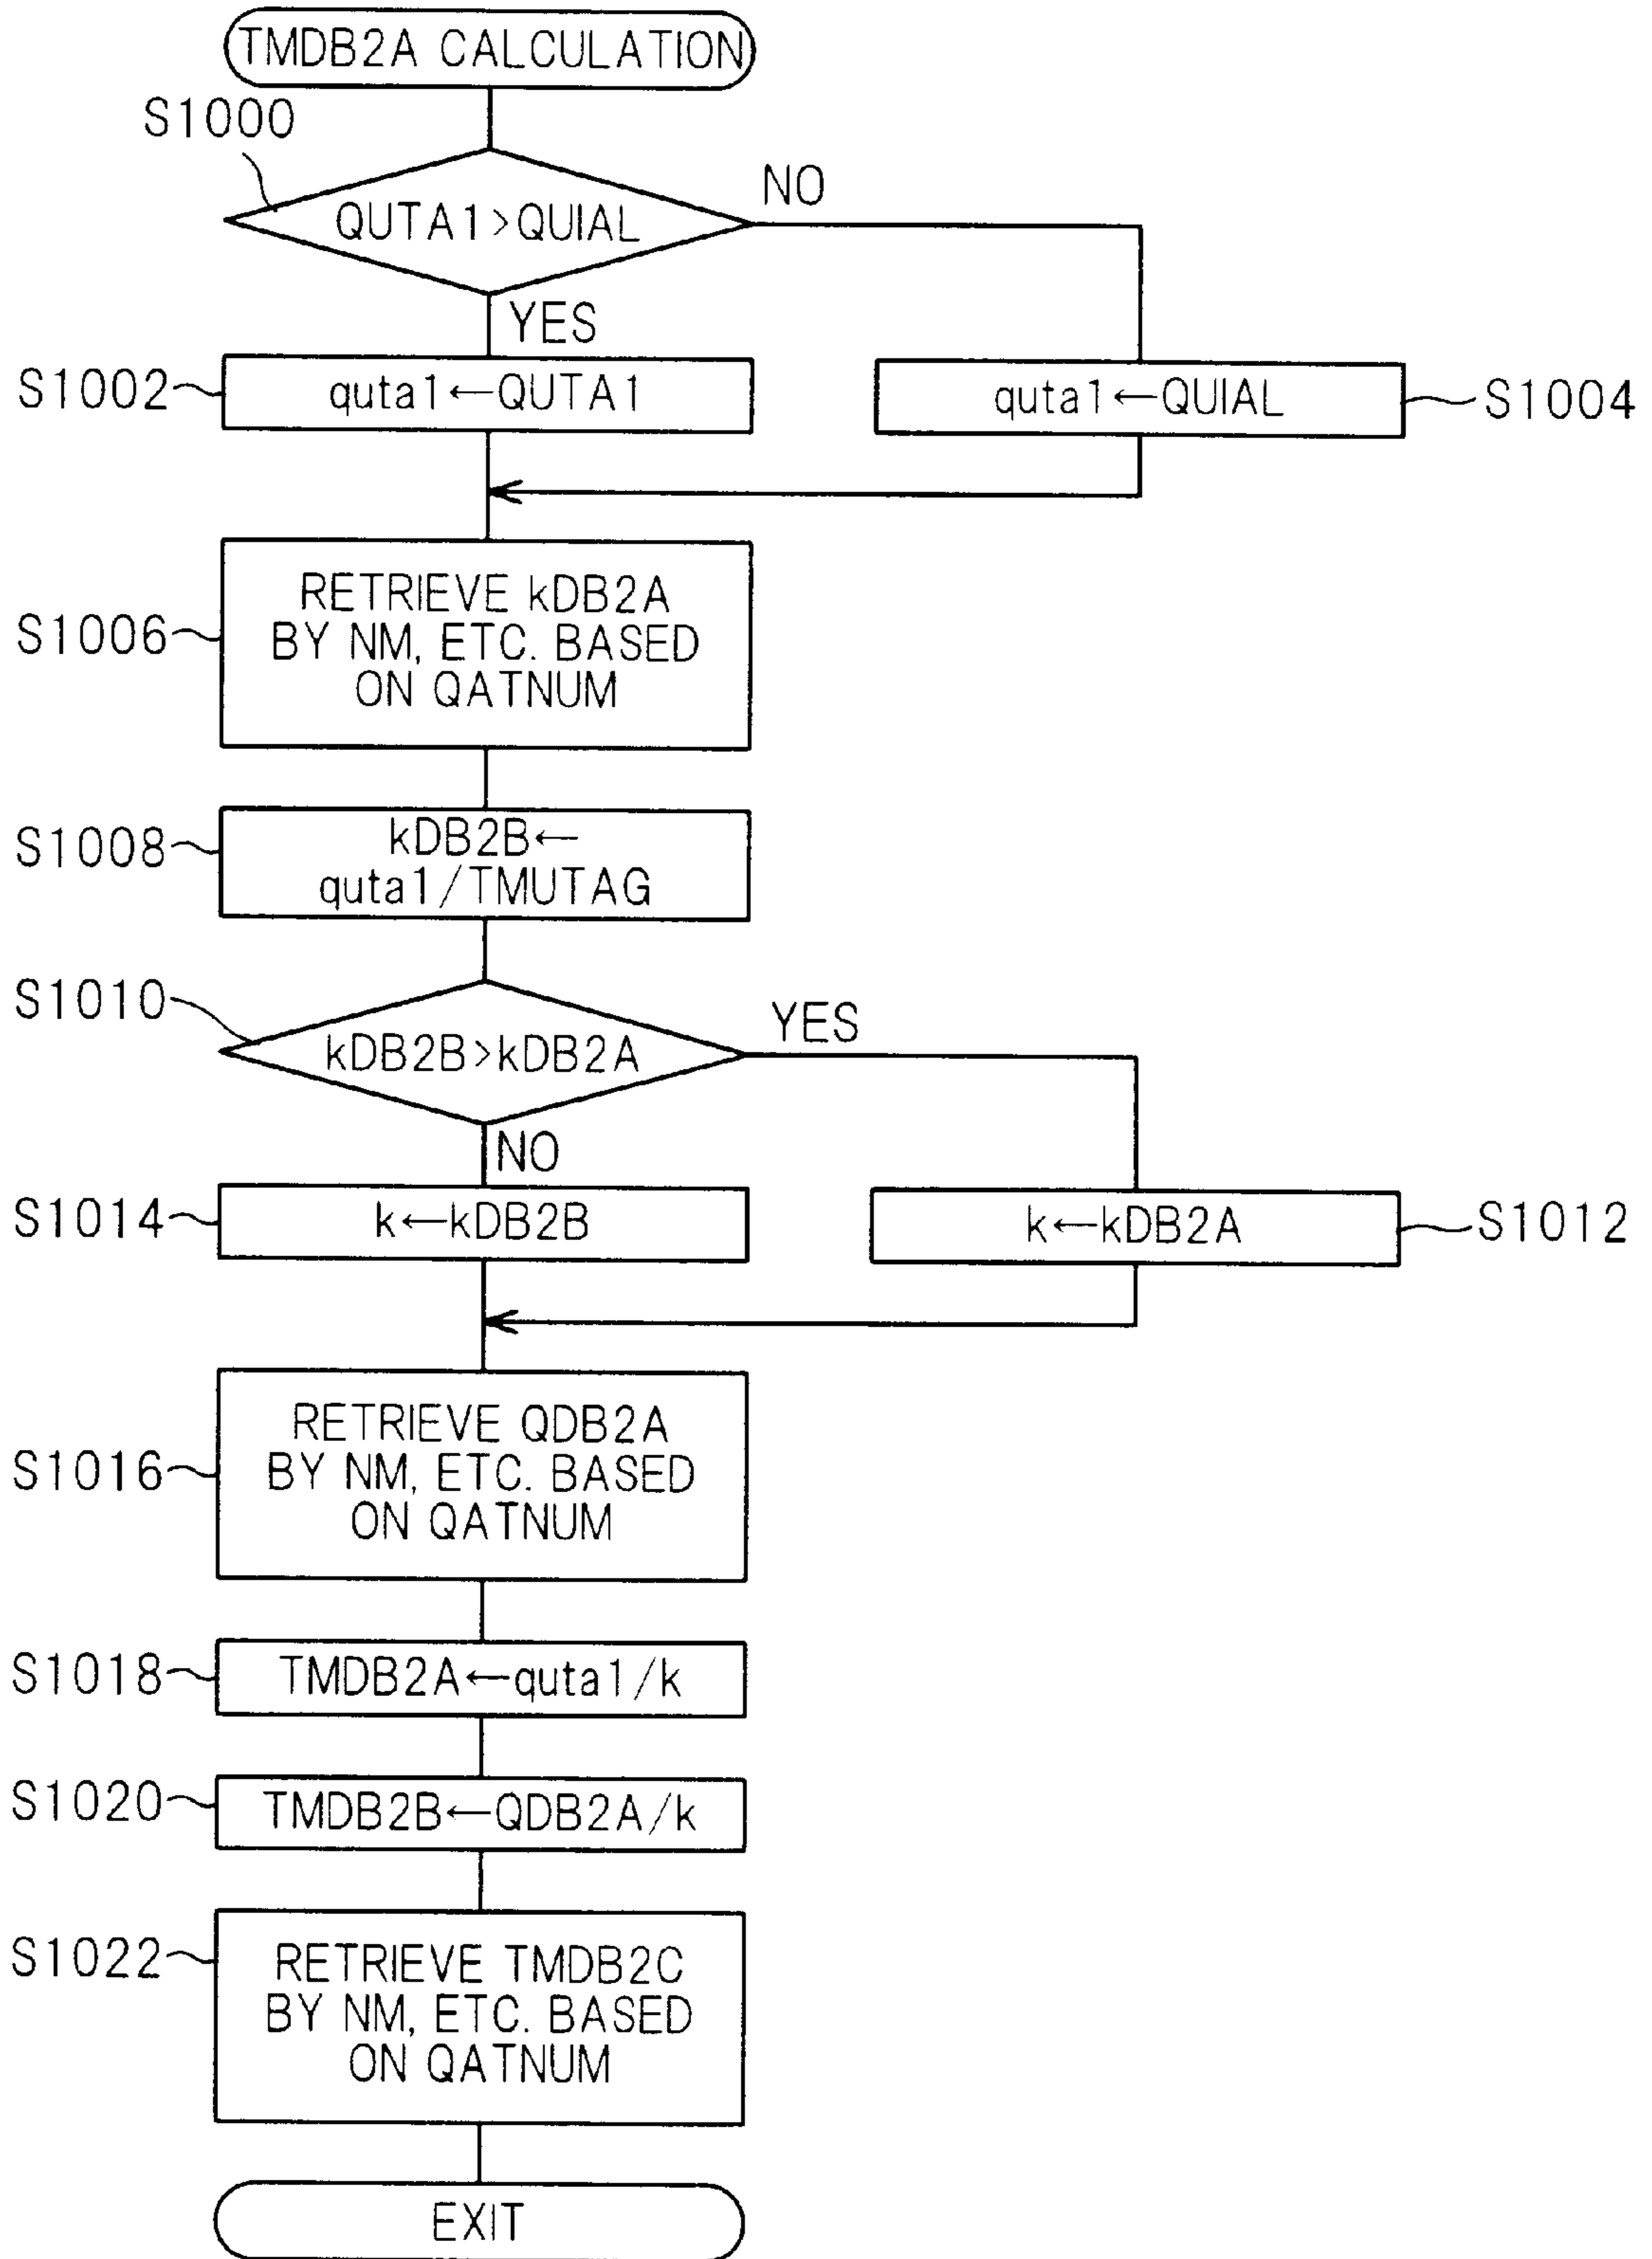 TMDB2A CALCULATION
S1000
NO
QUTA1>QUIAL
YES
S1002
quta1←QUTA1
quta1←QUIAL
S1004
RETRIEVE kDB2A
S1006
BY NM, ETC. BASED
ON QATNUM
S1008
kDB2B←
quta1/TMUTAG
S1010
YES
kDB2B>kDB2A
NO
S1014
k←kDB2B
k←kDB2A
S1012
RETRIEVE QDB2A
S1016
BY NM, ETC. BASED
ON QATNUM
S1018
TMDB2A←quta1/k
S1020
TMDB2B←QDB2A/k
S1022
RETRIEVE TMDB2C
BY NM, ETC. BASED
ON QATNUM
EXIT